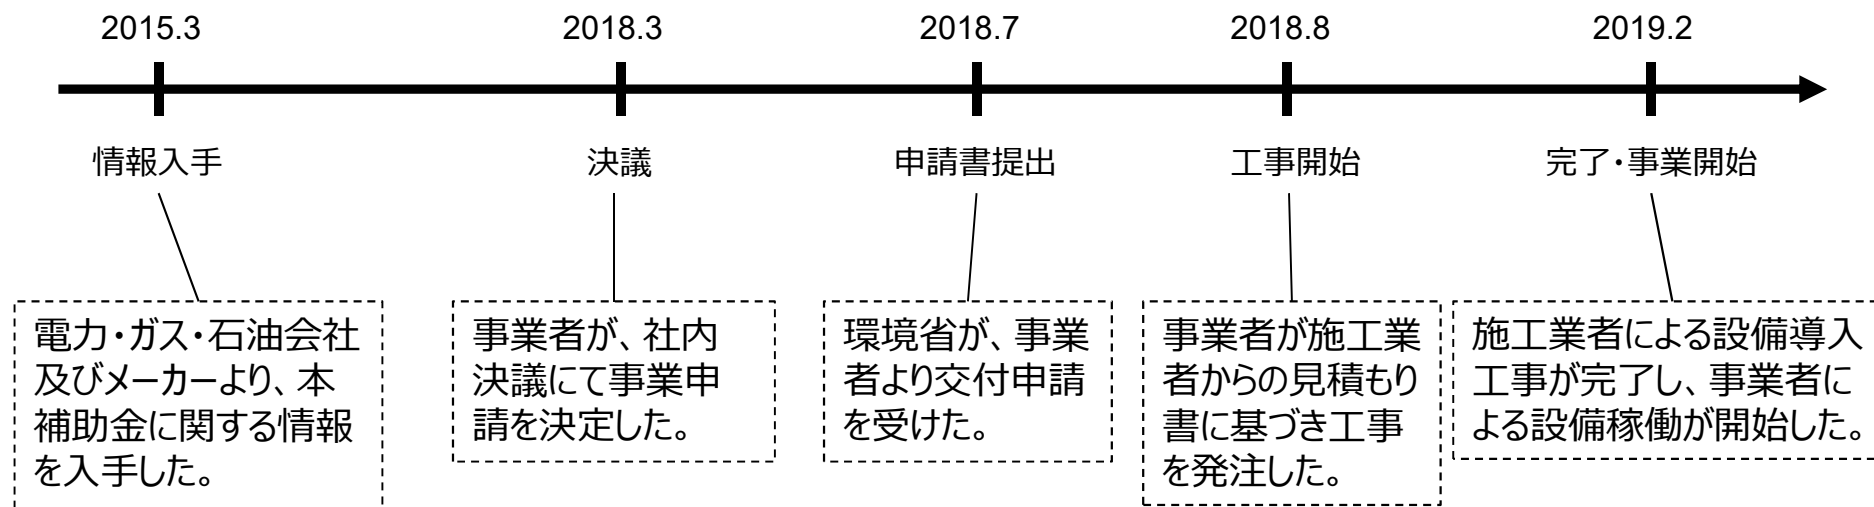 2015.3
2018.3
2018.7
2018.8
2019.2
情報入手
決議
申請書提出
工事開始
完了・事業開始
電力・ガス・石油会社
及びメーカーより、本
補助金に関する情報
を入手した。
事業者が、社内
決議にて事業申
請を決定した。
環境省が、事業
者より交付申請
を受けた。
事業者が施工業
者からの見積もり
書に基づき工事
を発注した。
施工業者による設備導入
工事が完了し、事業者に
よる設備稼働が開始した。